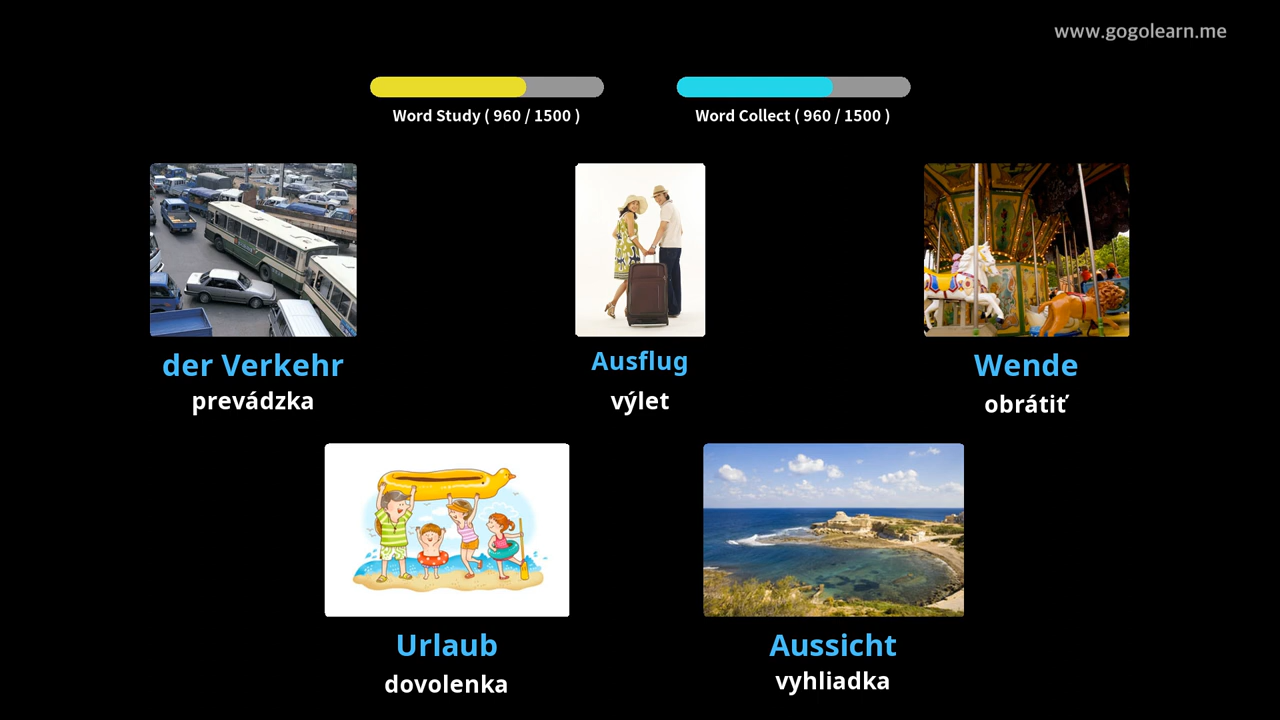 www.gogolearn.me
Word Study ( 960 / 1500 )
Word Collect ( 960 / 1500 )
der Verkehr
prevádzka
Ausflug
výlet
Wende
obrátiť
Urlaub
dovolenka
Aussicht
vyhliadka